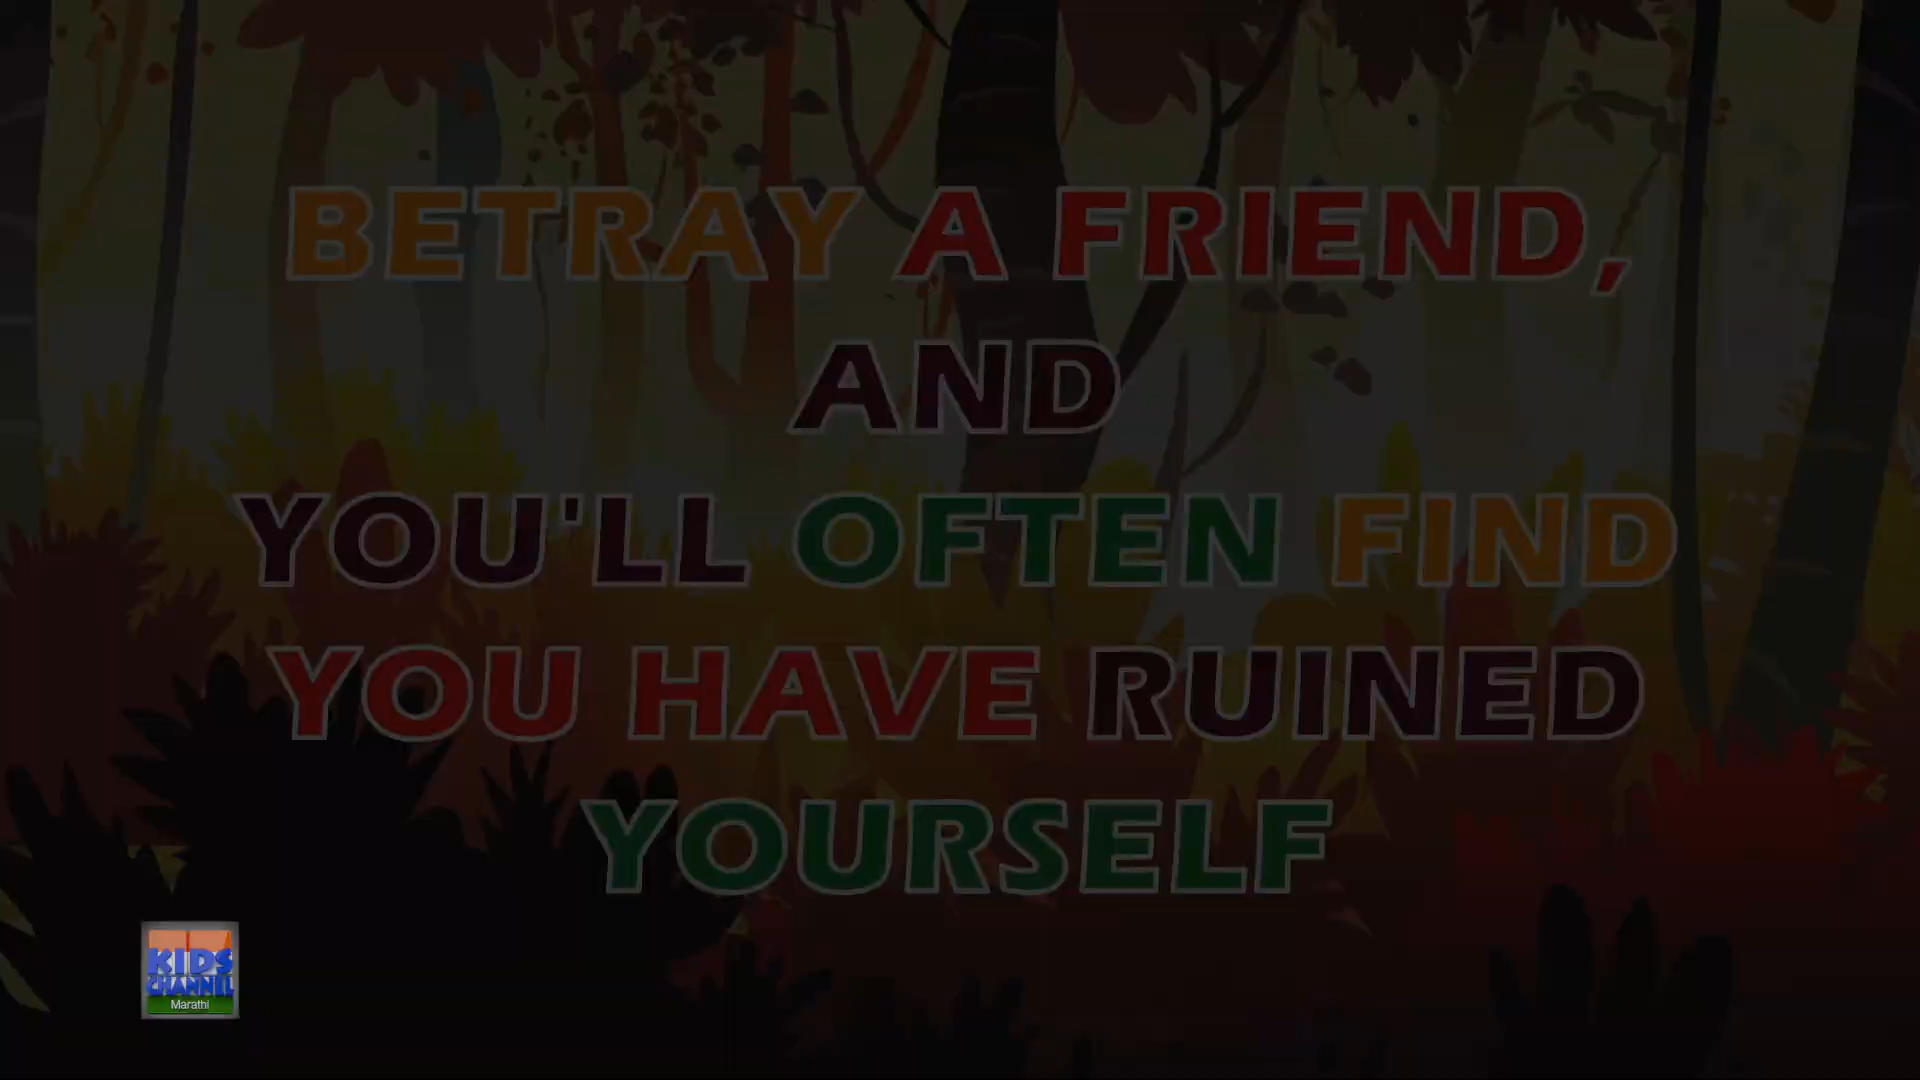 BETRAY A FRIEND,
AND
YOU'LL OFTEN FIND
YOU HAVE RUINED
YOURSELF
KIDS
CHANNEL
Marathi